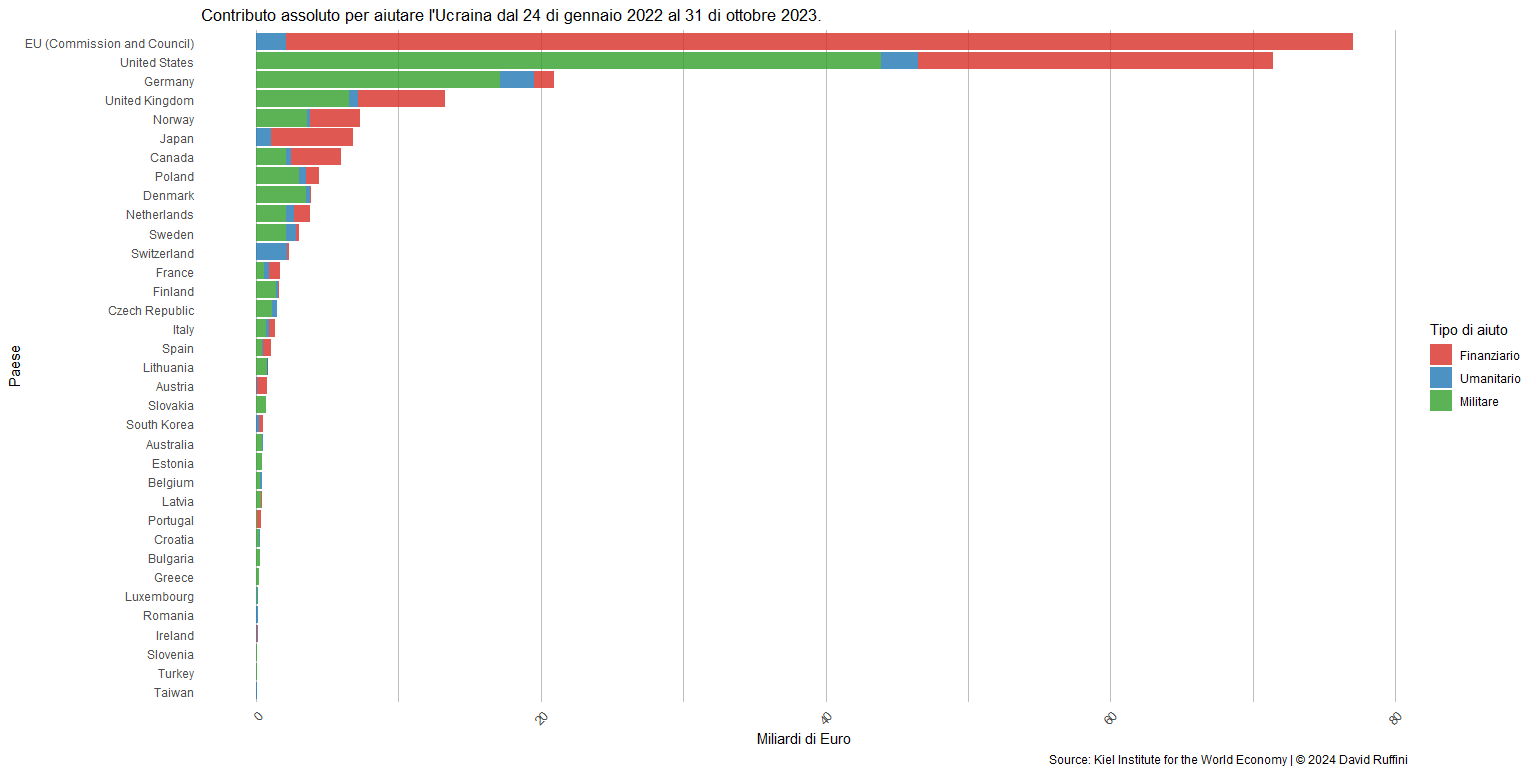 Contributo assoluto per aiutare l'Ucraina dal 24 di gennaio 2022 al 31 di ottobre 2023.
EU (Commission and Council)
United States
Germany
United Kingdom
Norway
Japan
Canada
Poland
Denmark
Netherlands
Sweden
Switzerland
France
Finland
Czech Republic
Italy
Spain
Lithuania
Austria
Slovakia
South Korea
Australia
Estonia
Belgium
Latvia
Portugal
Croatia
Bulgaria
Greece
Luxembourg
Romania
Ireland
Slovenia
Turkey
Taiwan
Paese
0 20 40 60 80
Miliardi di Euro
Tipo di aiuto
Finanziario
Umanitario
Militare
Source: Kiel Institute for the World Economy | © 2024 David Ruffini